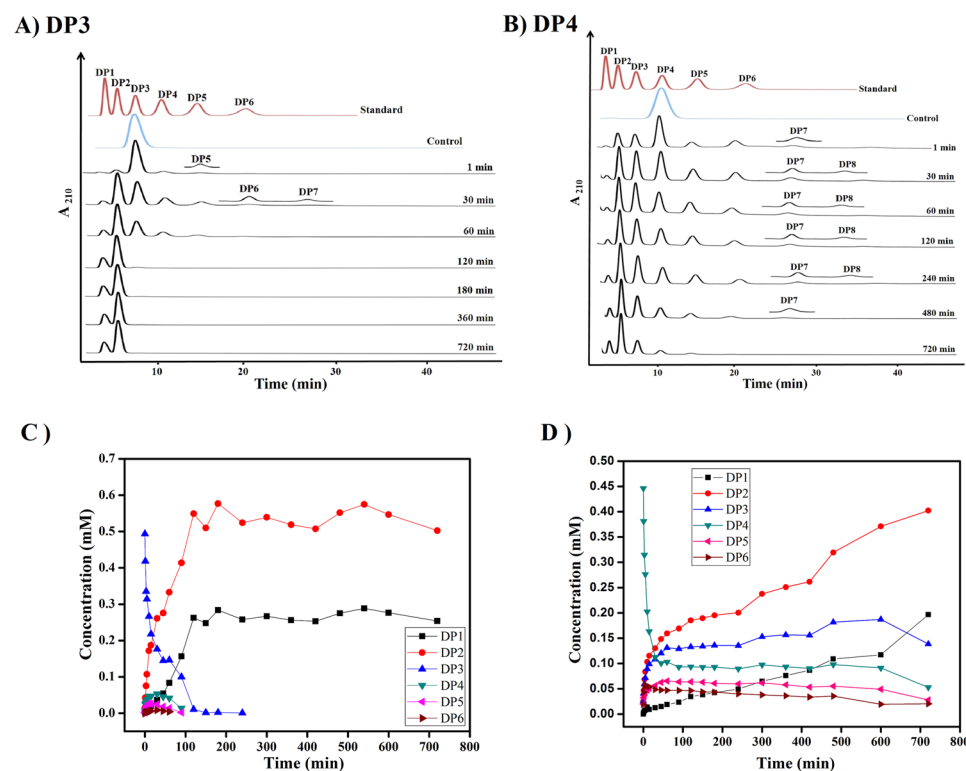 A) DP3
DP1
DP2
DP3
DP4
DP5
DP6
Standard
Control
DP5
1 min
DP6
DP7
30 min
60 min
120 min
180 min
360 min
720 min
A 210
10
20
30
40
Time (min)
B) DP4
DP1
DP2
DP3
DP4
DP5
DP6
Standard
Control
DP7
1 min
DP7
DP8
30 min
DP7
DP8
60 min
DP7
DP8
120 min
DP7
DP8
240 min
DP7
480 min
720 min
A 210
10
20
30
40
Time (min)
C )
0.7
0.6
0.5
0.4
0.3
0.2
0.1
0.0
Concentration (mM)
DP1
DP2
DP3
DP4
DP5
DP6
0 100 200 300 400 500 600 700 800
Time (min)
D )
0.50
0.45
0.40
0.35
0.30
0.25
0.20
0.15
0.10
0.05
0.00
Concentration (mM)
DP1
DP2
DP3
DP4
DP5
DP6
0 100 200 300 400 500 600 700 800
Time (min)